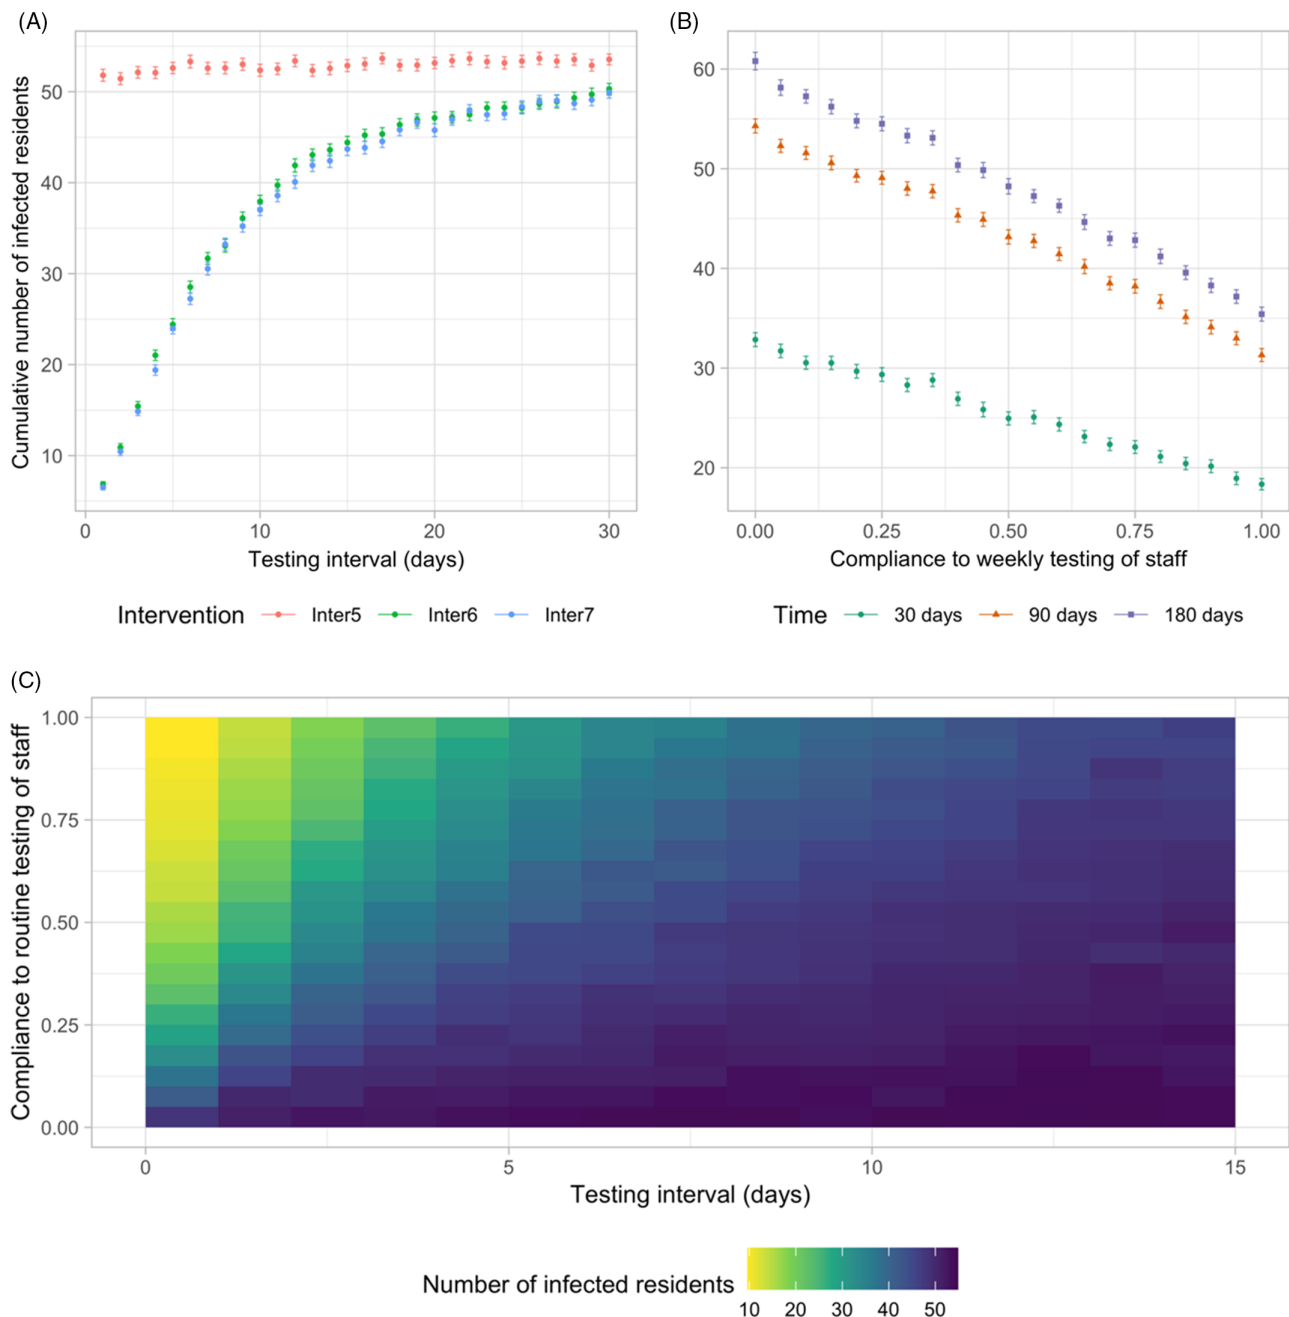 (A)
Cumulative number of infected residents
50
40
30
20
10
0 10 20 30
Testing interval (days)
Intervention Inter5 Inter6 Inter7
(B)
60
50
40
30
20
0.00 0.25 0.50 0.75 1.00
Compliance to weekly testing of staff
Time 30 days 90 days 180 days
(C)
Compliance to routine testing of staff
1.00
0.75
0.50
0.25
0.00
0 5 10 15
Testing interval (days)
Number of infected residents
10 20 30 40 50